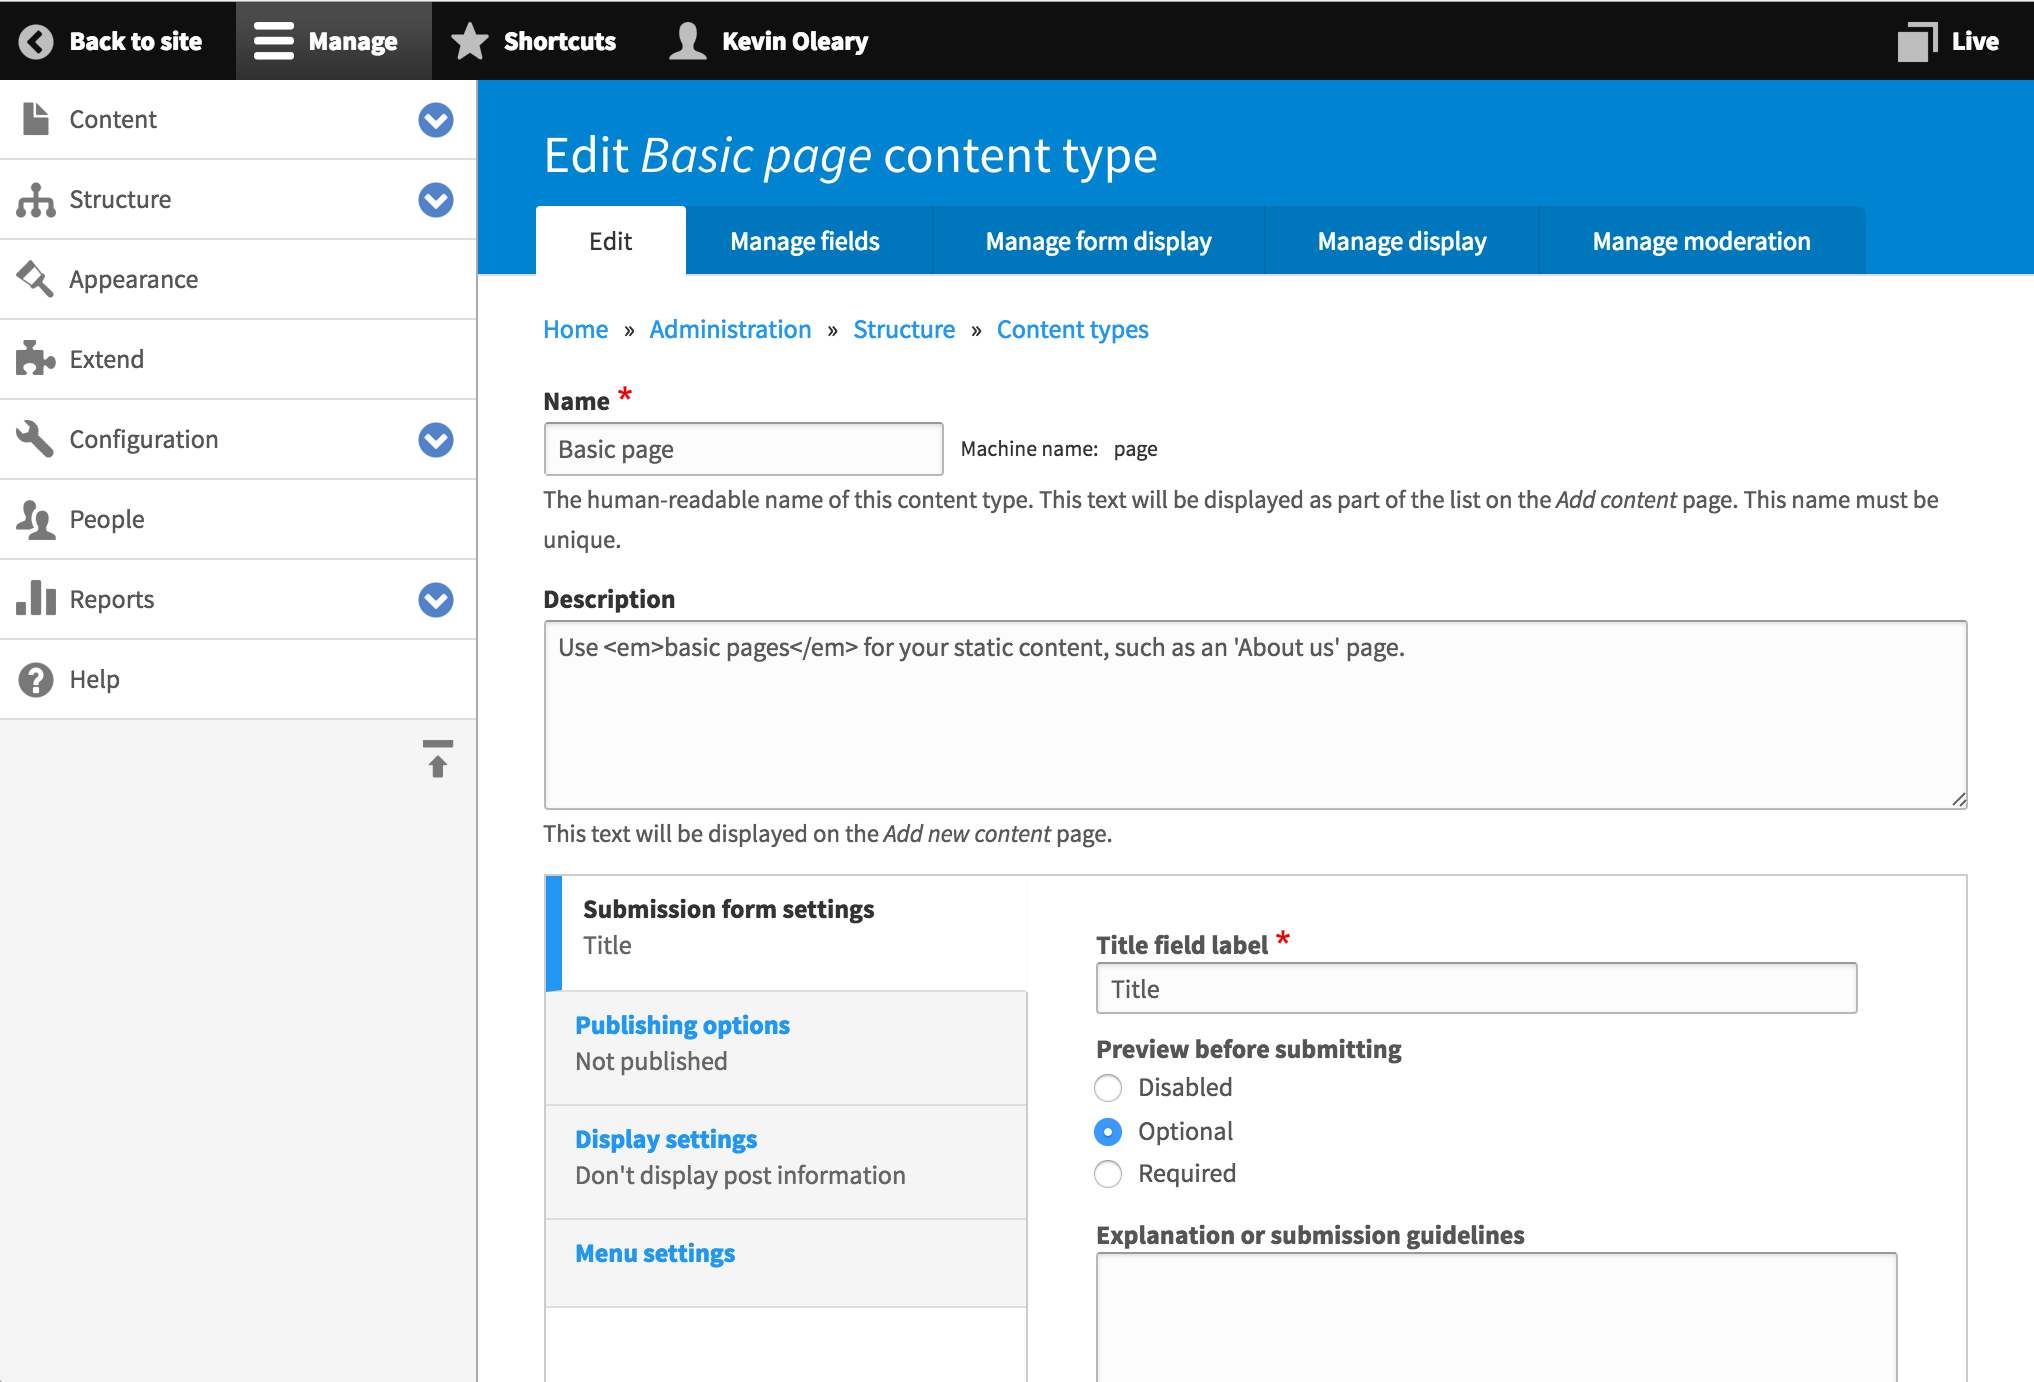 Back to site
Manage
Shortcuts
Kevin Oleary
Live
Content
Structure
Appearance
Extend
Configuration
People
Reports
Help
Edit Basic page content type
Edit
Manage fields
Manage form display
Manage display
Manage moderation
Home » Administration » Structure » Content types
Name *
Basic page
Machine name: page
The human-readable name of this content type. This text will be displayed as part of the list on the Add content page. This name must be
unique.
Description
Use <em>basic pages</em> for your static content, such as an 'About us' page.
This text will be displayed on the Add new content page.
Submission form settings
Title
Publishing options
Not published
Display settings
Don't display post information
Menu settings
Title field label *
Title
Preview before submitting
Disabled
Optional
Required
Explanation or submission guidelines